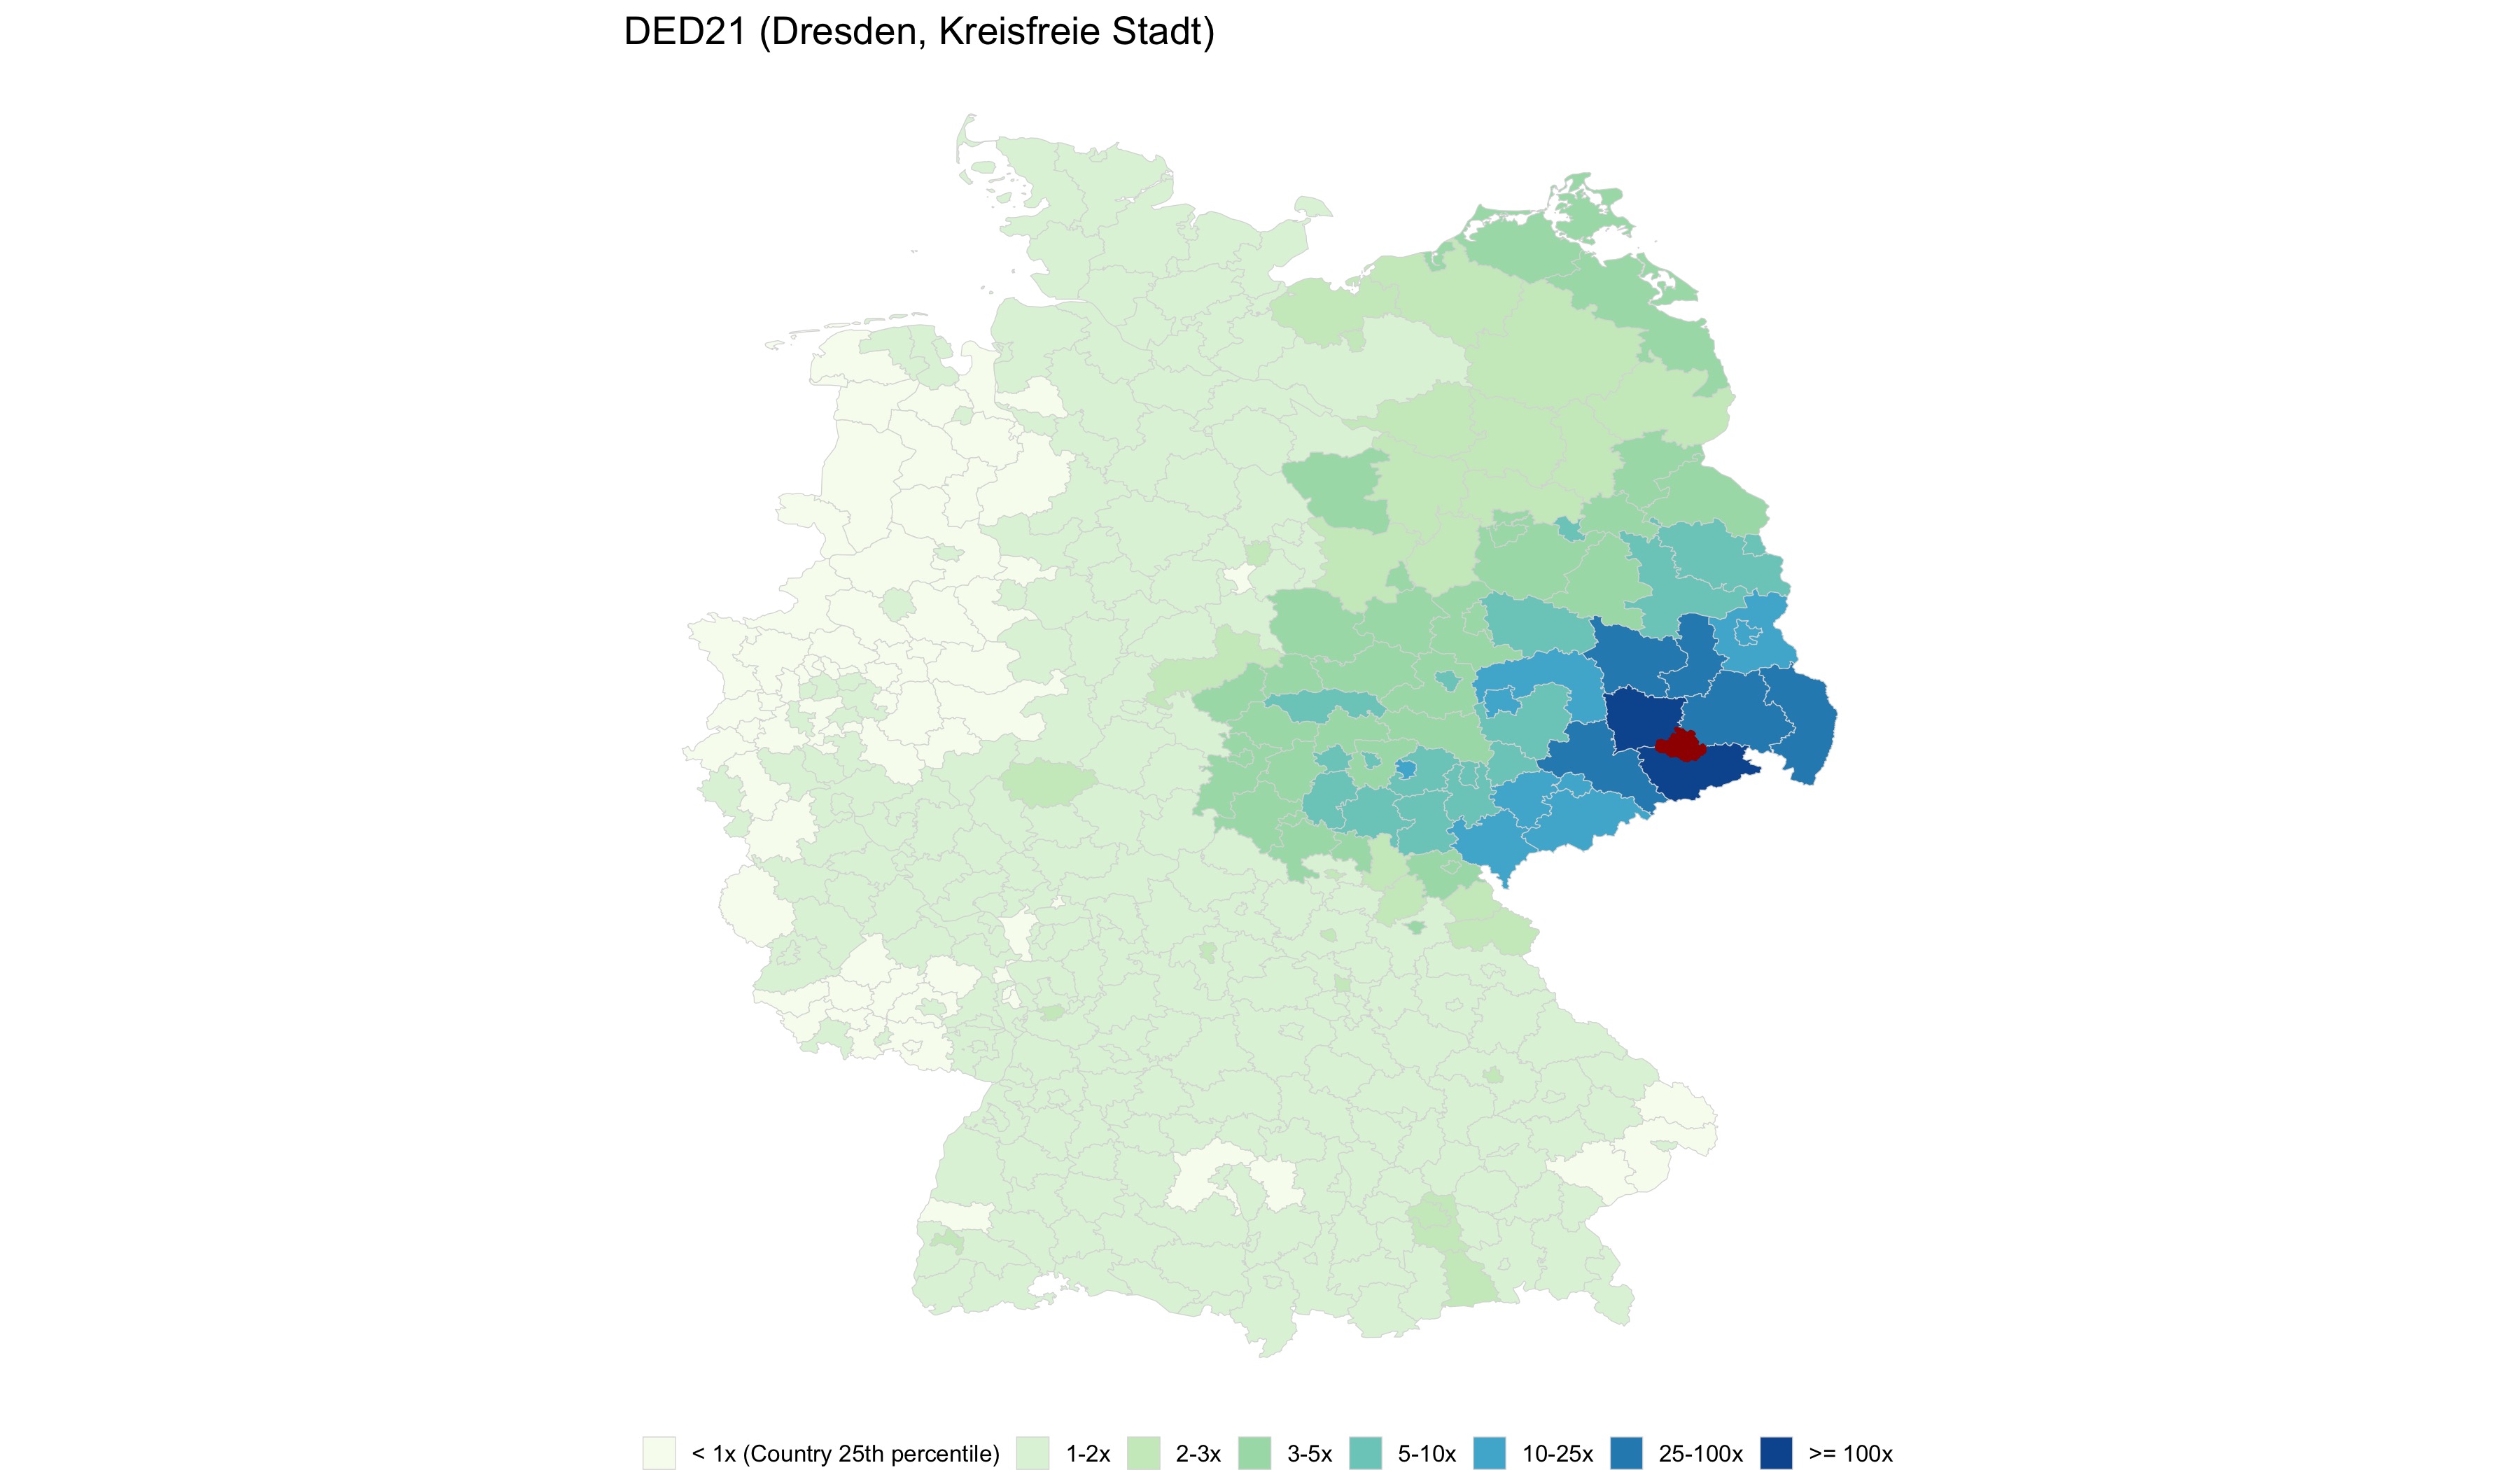 DED21 (Dresden, Kreisfreie Stadt)
< 1x (Country 25th percentile) 1-2x 2-3x 3-5x 5-10x 10-25x 25-100x >= 100x